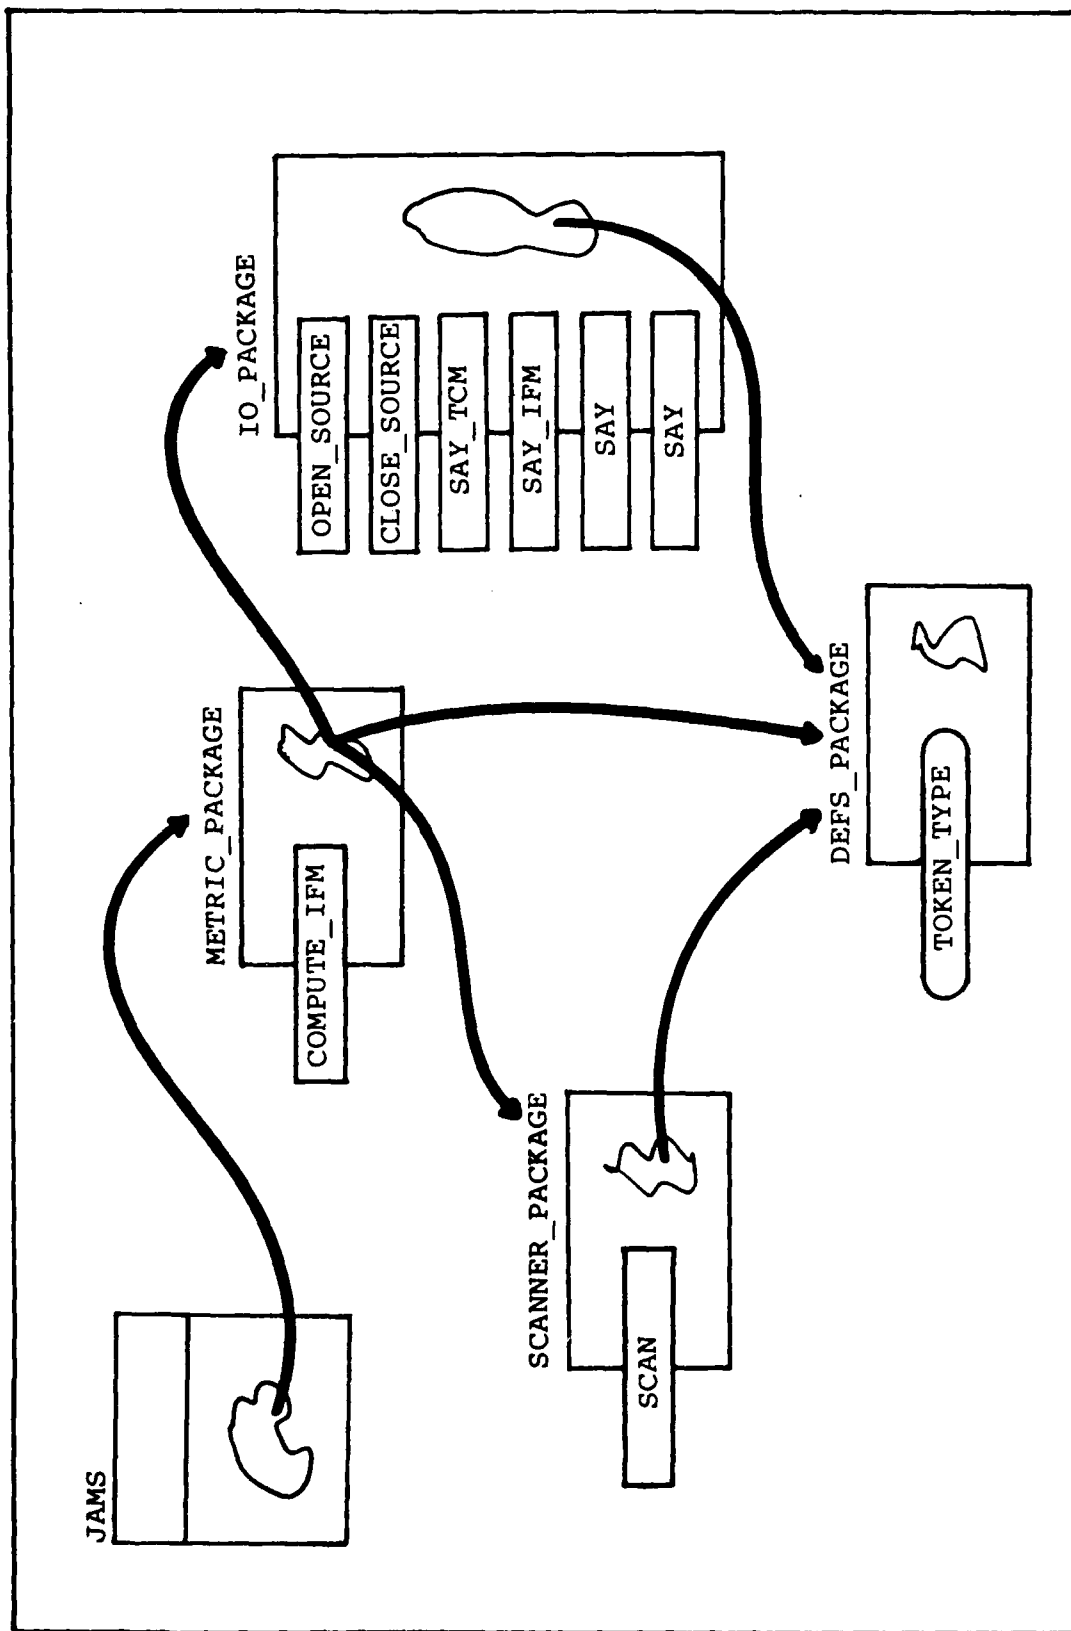 JAMS
METRIC_PACKAGE
COMPUTE_IFM
IO_PACKAGE
OPEN_SOURCE
CLOSE_SOURCE
SAY_TCM
SAY_IFM
SAY
SAY
SCANNER_PACKAGE
SCAN
DEFS_PACKAGE
TOKEN_TYPE